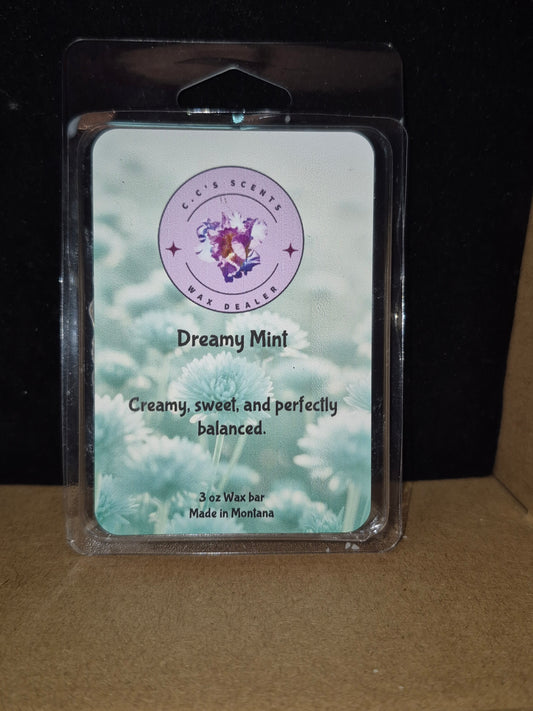 C.C'S SCENTS
WAX DEALER
Dreamy Mint
Creamy, sweet, and perfectly
balanced.
3 oz Wax bar
Made in Montana